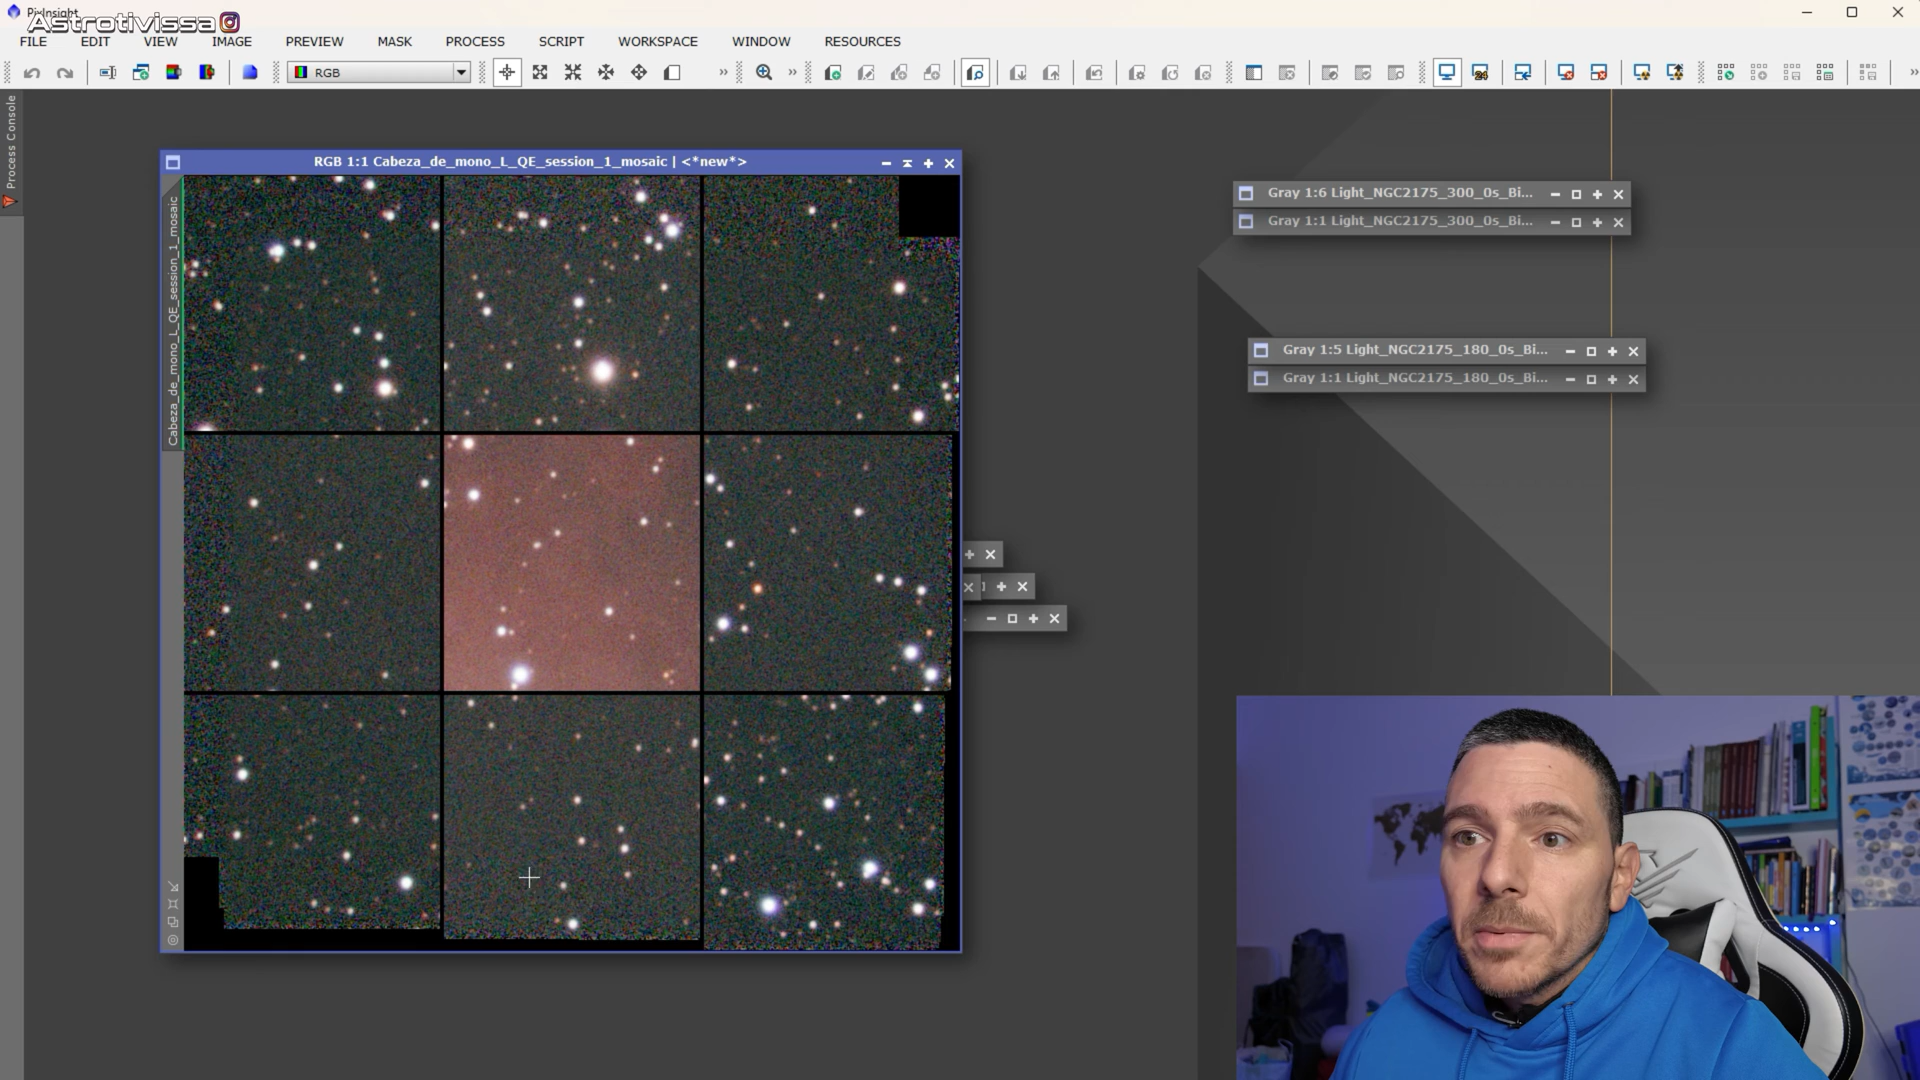 PixInsight
Astrotivissa
FILE EDIT VIEW IMAGE PREVIEW MASK PROCESS SCRIPT WORKSPACE WINDOW RESOURCES
RGB
24
Process Console
RGB 1:1 Cabeza_de_mono_L_QE_session_1_mosaic | <*new*>
Cabeza_de_mono_L_QE_session_1_mosaic
Gray 1:6 Light_NGC2175_300_0s_Bi...
Gray 1:1 Light_NGC2175_300_0s_Bi...
Gray 1:5 Light_NGC2175_180_0s_Bi...
Gray 1:1 Light_NGC2175_180_0s_Bi...